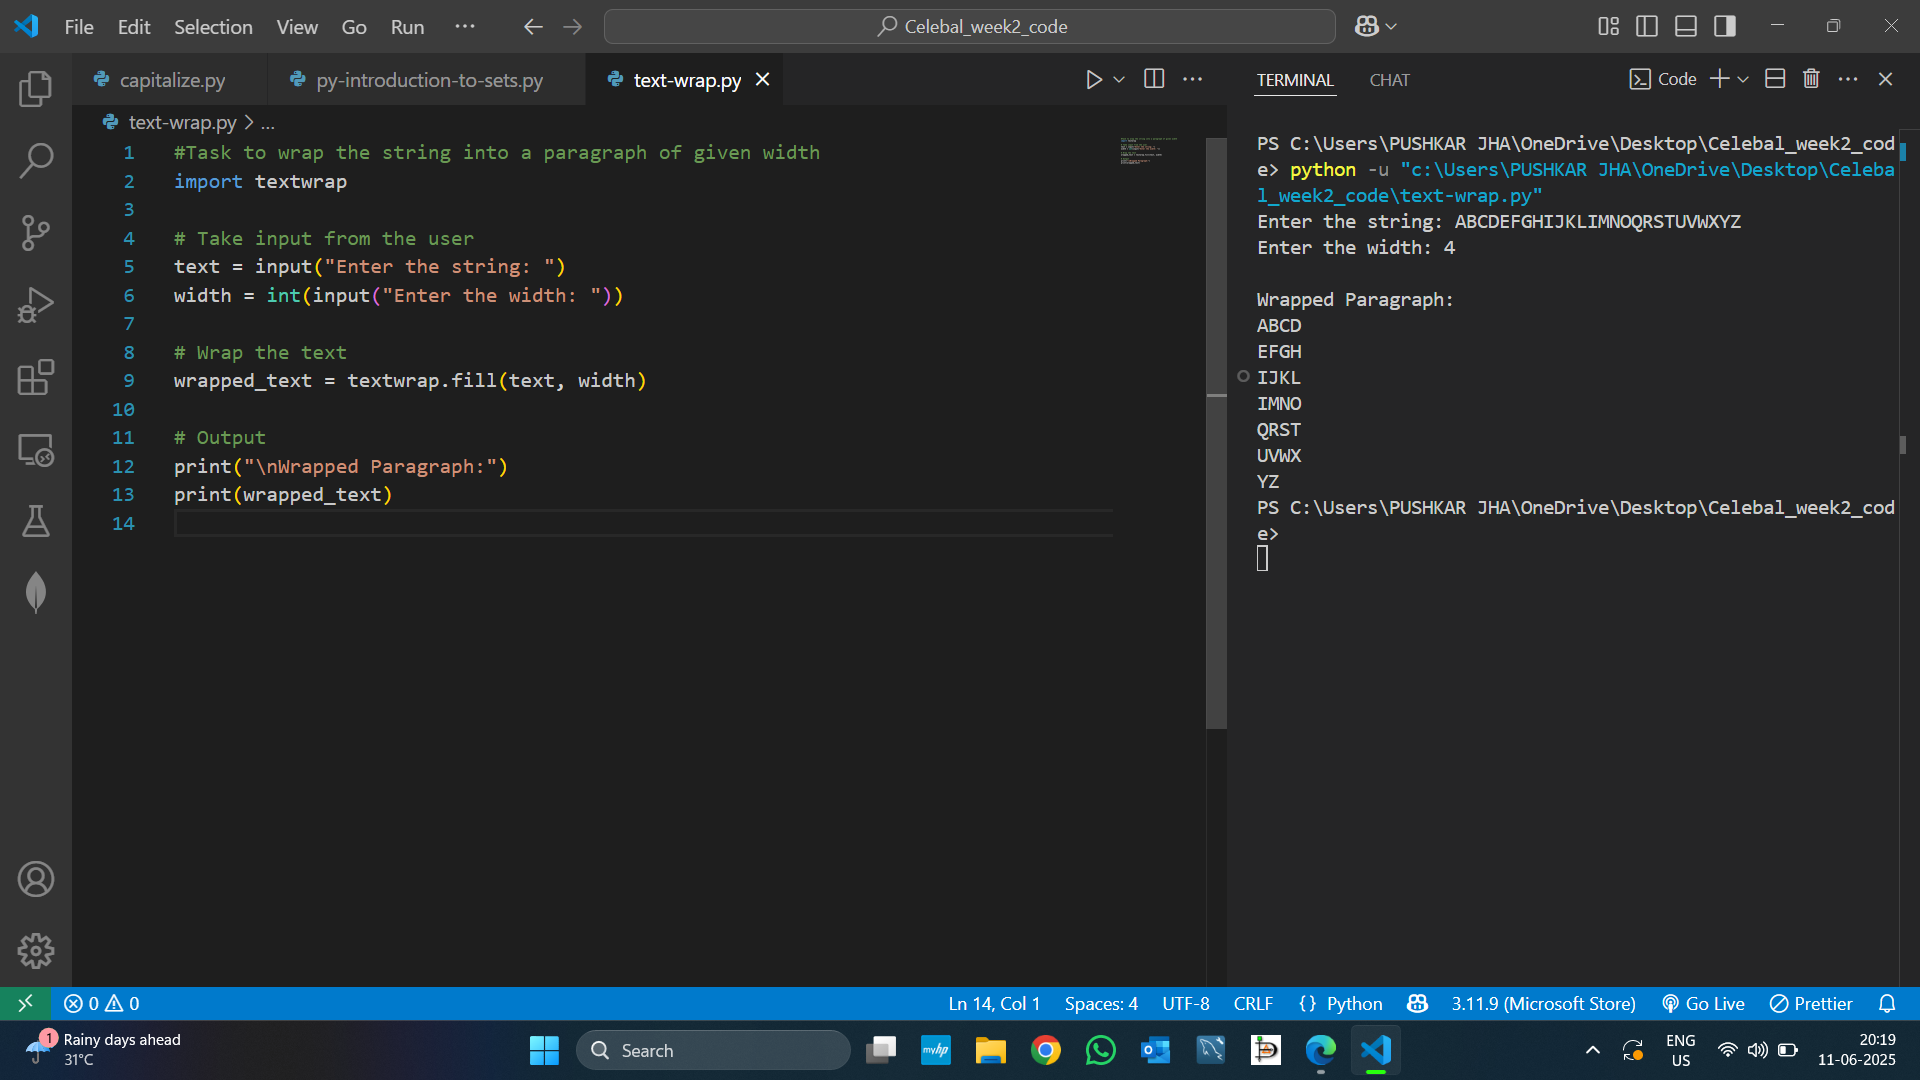 File Edit Selection View Go Run ... Celebal_week2_code
capitalize.py py-introduction-to-sets.py text-wrap.py
text-wrap.py > ...
1 #Task to wrap the string into a paragraph of given width
2 import textwrap
3
4 # Take input from the user
5 text = input("Enter the string: ")
6 width = int(input("Enter the width: "))
7
8 # Wrap the text
9 wrapped_text = textwrap.fill(text, width)
10
11 # Output
12 print("\nWrapped Paragraph:")
13 print(wrapped_text)
14
TERMINAL CHAT Code
PS C:\Users\PUSHKAR JHA\OneDrive\Desktop\Celebal_week2_cod
e> python -u "c:\Users\PUSHKAR JHA\OneDrive\Desktop\Celeba
l_week2_code\text-wrap.py"
Enter the string: ABCDEFGHIJKLIMNOQRSTUVWXYZ
Enter the width: 4
Wrapped Paragraph:
ABCD
EFGH
IJKL
IMNO
QRST
UVWX
YZ
PS C:\Users\PUSHKAR JHA\OneDrive\Desktop\Celebal_week2_cod
e>
0 0 Ln 14, Col 1 Spaces: 4 UTF-8 CRLF {} Python 3.11.9 (Microsoft Store) Go Live Prettier
1 Rainy days ahead
31°C
Search
myhp
ENG
US
20:19
11-06-2025